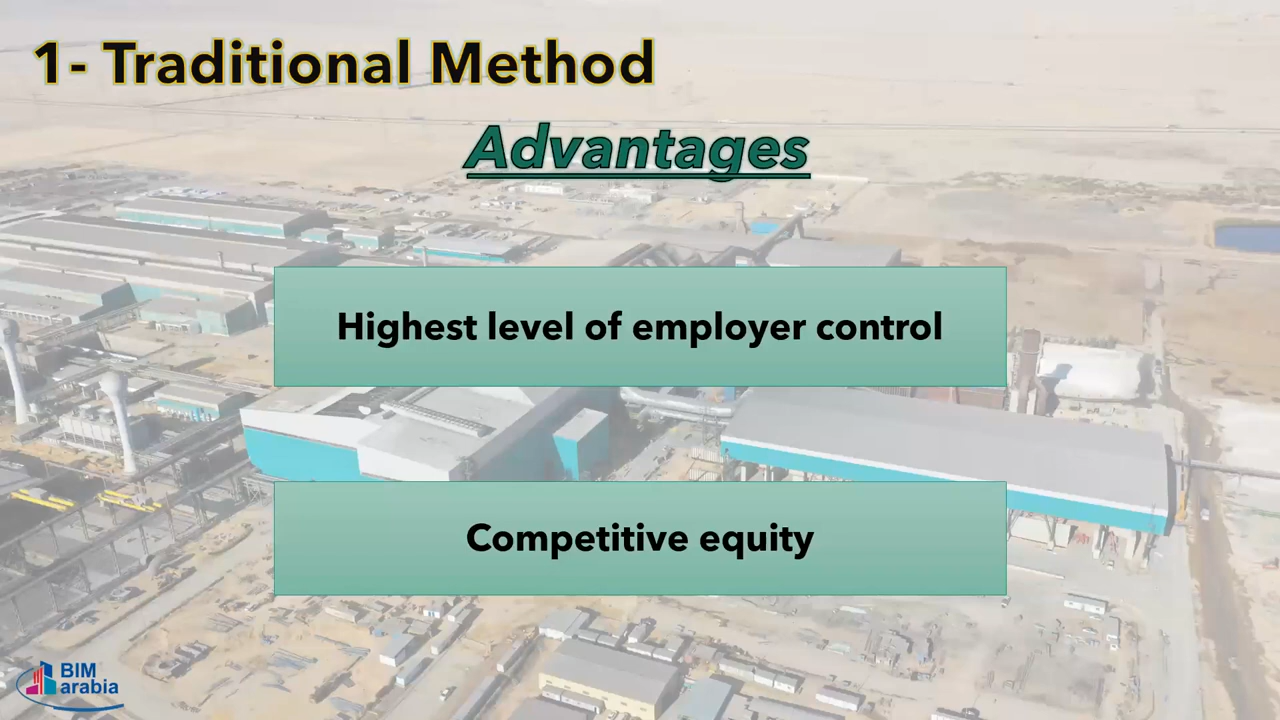 1- Traditional Method
Advantages
Highest level of employer control
Competitive equity
BIM
arabia